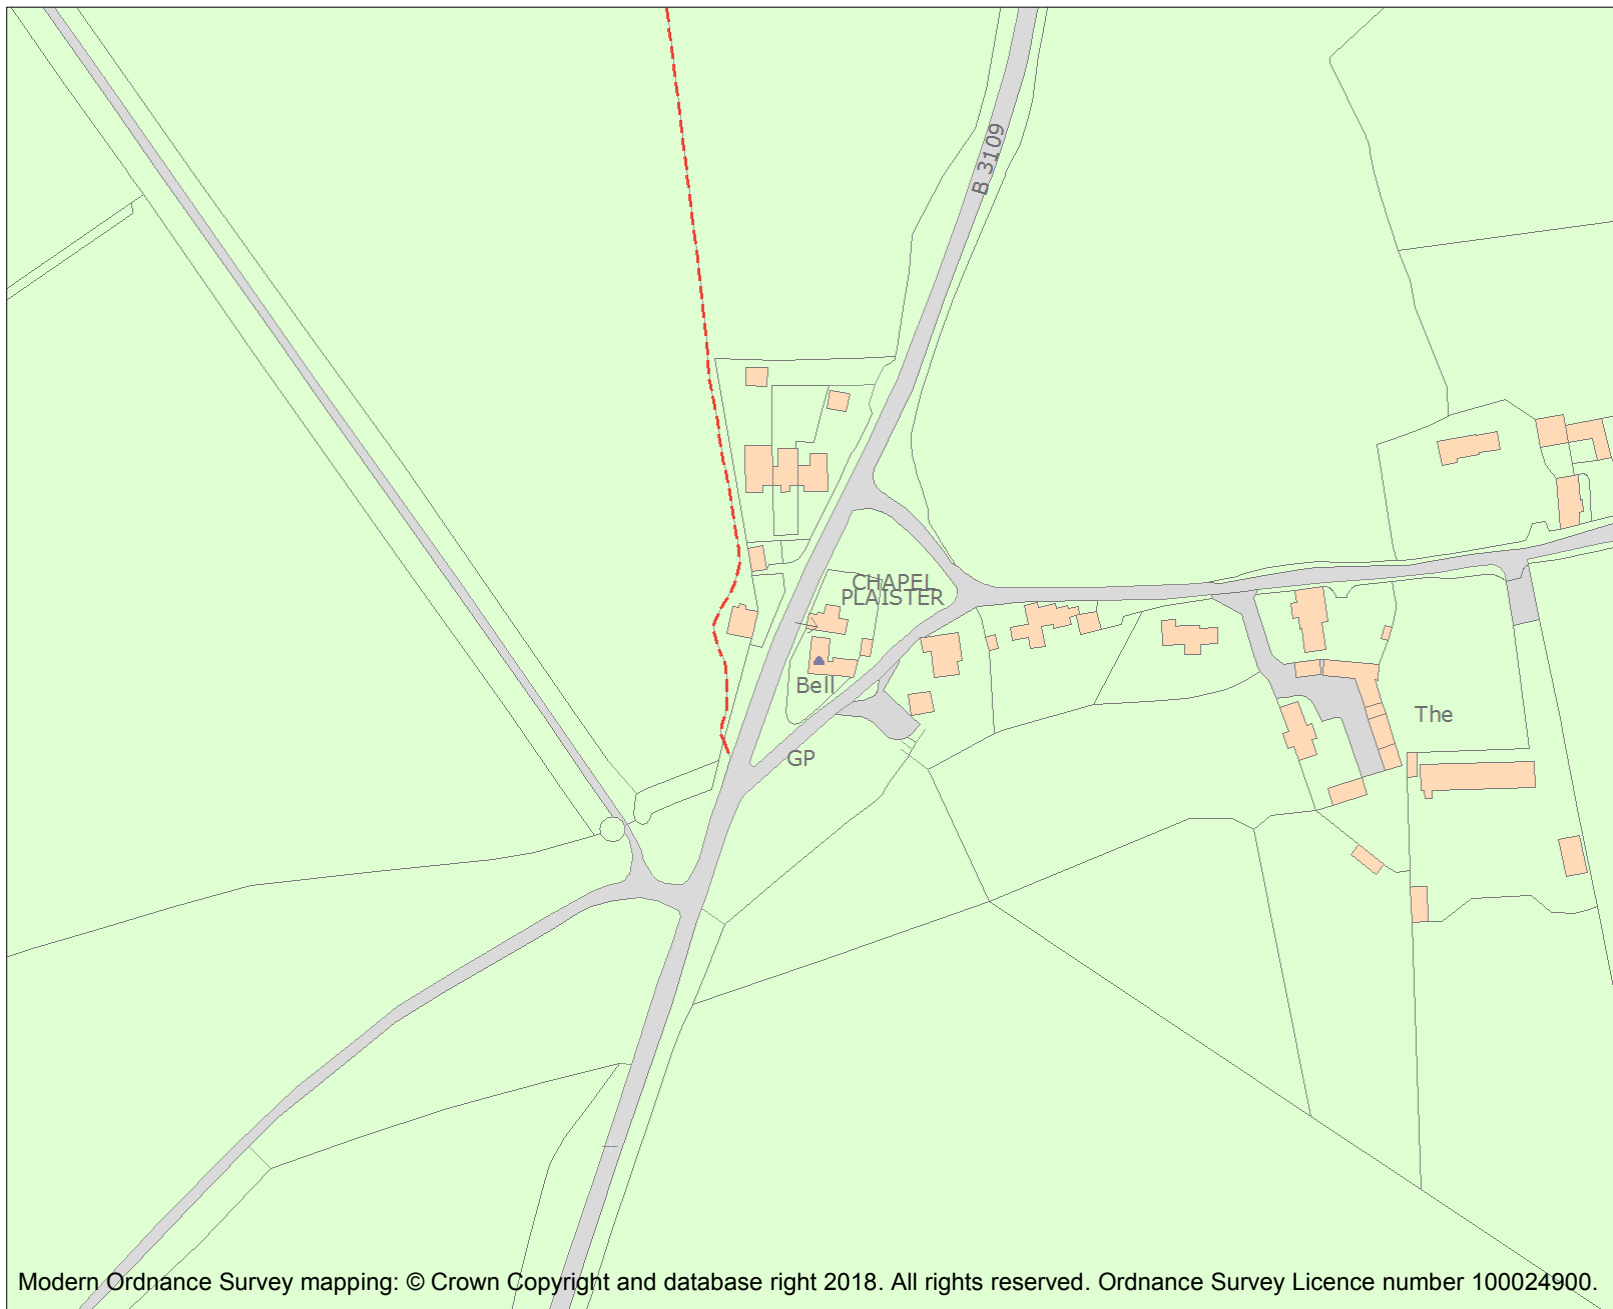 B 3109
CHAPEL
PLAISTER
Bell
The
GP
Modern Ordnance Survey mapping: © Crown Copyright and database right 2018. All rights reserved. Ordnance Survey Licence number 100024900.